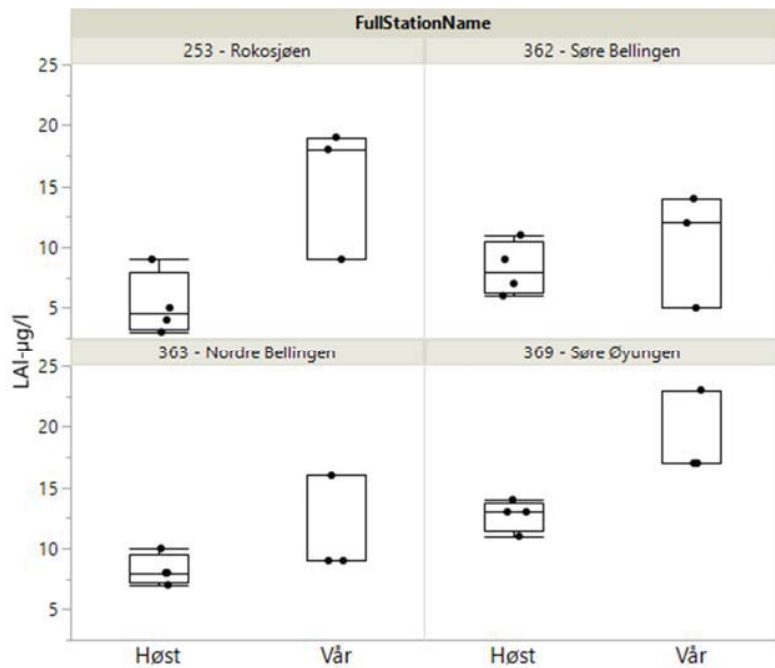 FullStationName
253 - Rokosjøen
362 - Søre Bellingen
25
20
15
10
5
363 - Nordre Bellingen
369 - Søre Øyungen
25
20
15
10
5
LAl-µg/l
Høst
Vår
Høst
Vår